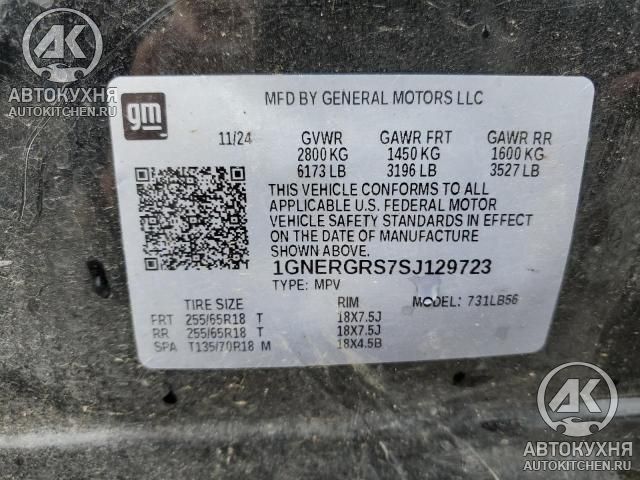 AK
АВТОКУХНЯ
AUTOKITCHEN.RU
gm
MFD BY GENERAL MOTORS LLC
11/24 GVWR GAWR FRT GAWR RR
2800 KG 1450 KG 1600 KG
6173 LB 3196 LB 3527 LB
THIS VEHICLE CONFORMS TO ALL
APPLICABLE U.S. FEDERAL MOTOR
VEHICLE SAFETY STANDARDS IN EFFECT
ON THE DATE OF MANUFACTURE
SHOWN ABOVE.
1GNERGRS7SJ129723
TYPE: MPV MODEL: 731LB56
TIRE SIZE RIM
FRT 255/65R18 T 18X7.5J
RR 255/65R18 T 18X7.5J
SPA T135/70R18 M 18X4.5B
AK
АВТОКУХНЯ
AUTOKITCHEN.RU